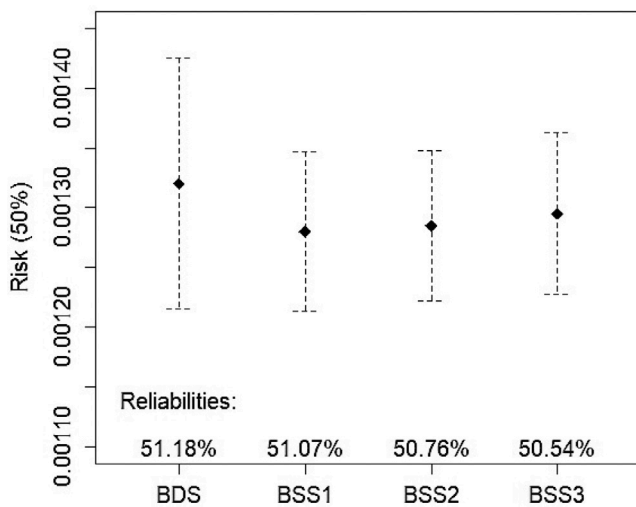 0.00140
0.00130
0.00120
0.00110
Risk (50%)
Reliabilities:
51.18% 51.07% 50.76% 50.54%
BDS BSS1 BSS2 BSS3